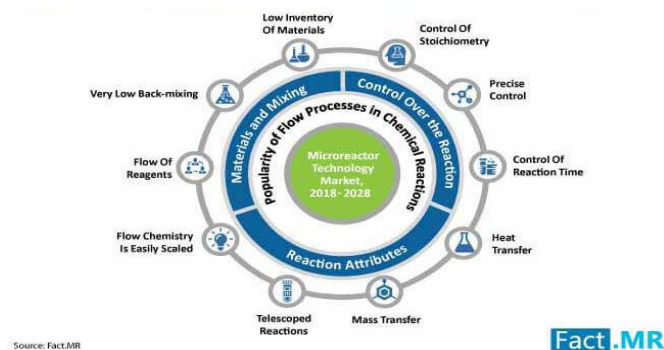 Low Inventory
Of Materials
Control Of
Stoichiometry
Very Low Back-mixing
Precise
Control
Flow Of
Reagents
Control Of
Reaction Time
Flow Chemistry
Is Easily Scaled
Heat
Transfer
Telescoped
Reactions
Mass Transfer
Materials and Mixing
Control Over the Reaction
Reaction Attributes
Popularity of Flow Processes in Chemical Reactions
Microreactor
Technology
Market,
2018- 2028
Source: Fact.MR
Fact.MR